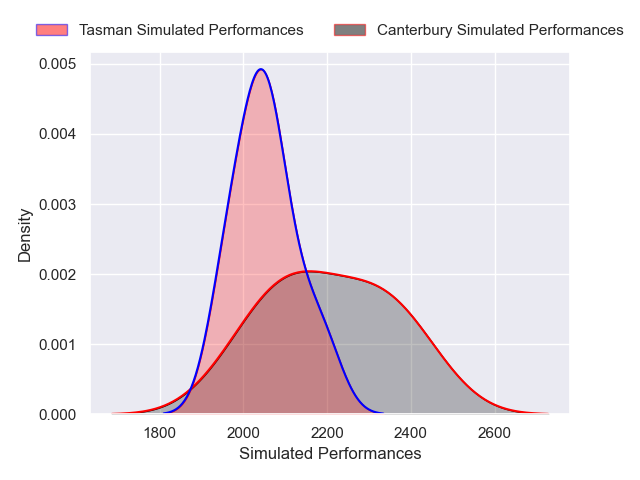 Tasman Simulated Performances
Canterbury Simulated Performances
0.005
0.004
0.003
0.002
0.001
0.000
Density
1800
2000
2200
2400
2600
Simulated Performances